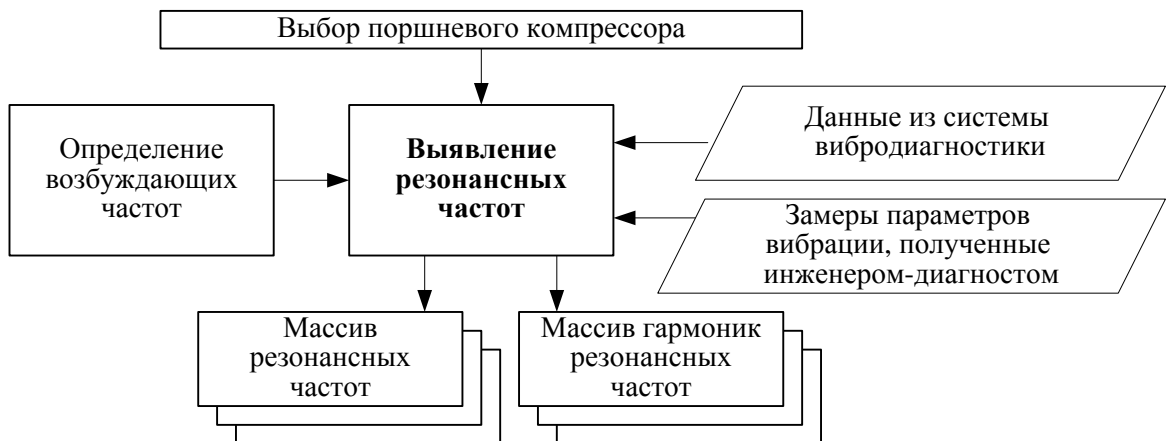 Выбор поршневого компрессора
Определение
возбуждающих
частот
Выявление
резонансных
частот
Данные из системы
вибродиагностики
Замеры параметров
вибрации, полученные
инженером-диагностом
Массив
резонансных
частот
Массив гармоник
резонансных
частот